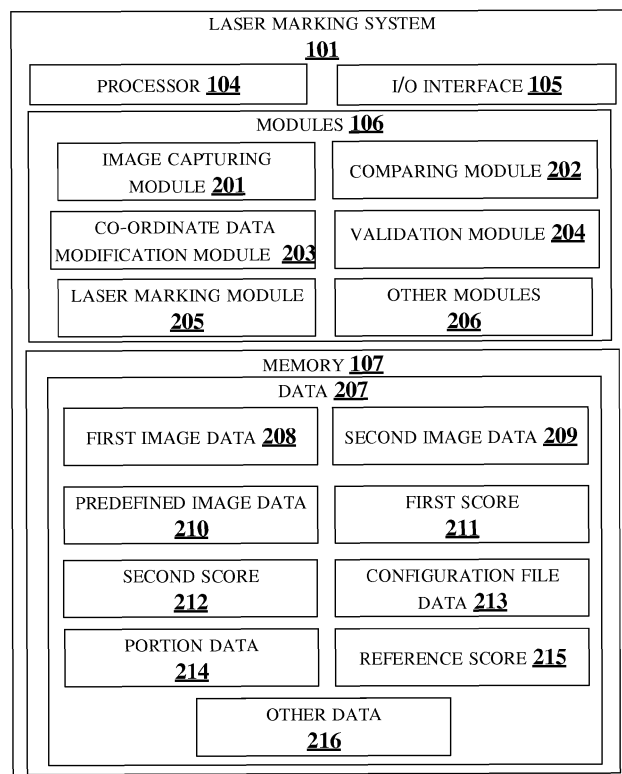 LASER MARKING SYSTEM
101
PROCESSOR 104
I/O INTERFACE 105
MODULES 106
IMAGE CAPTURING
MODULE 201
COMPARING MODULE 202
CO-ORDINATE DATA
MODIFICATION MODULE 203
VALIDATION MODULE 204
LASER MARKING MODULE
205
OTHER MODULES
206
MEMORY 107
DATA 207
FIRST IMAGE DATA 208
SECOND IMAGE DATA 209
PREDEFINED IMAGE DATA
210
FIRST SCORE
211
SECOND SCORE
212
CONFIGURATION FILE
DATA 213
PORTION DATA
214
REFERENCE SCORE 215
OTHER DATA
216